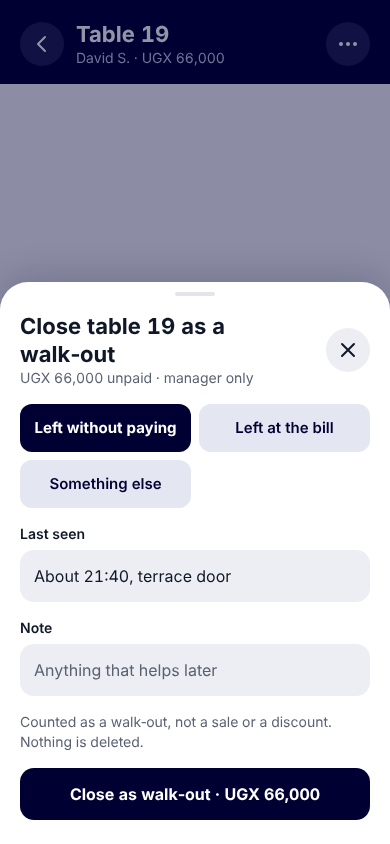 Table 19
David S. · UGX 66,000
Close table 19 as a
walk-out
UGX 66,000 unpaid · manager only
Left without paying
Left at the bill
Something else
Last seen
About 21:40, terrace door
Note
Anything that helps later
Counted as a walk-out, not a sale or a discount.
Nothing is deleted.
Close as walk-out · UGX 66,000